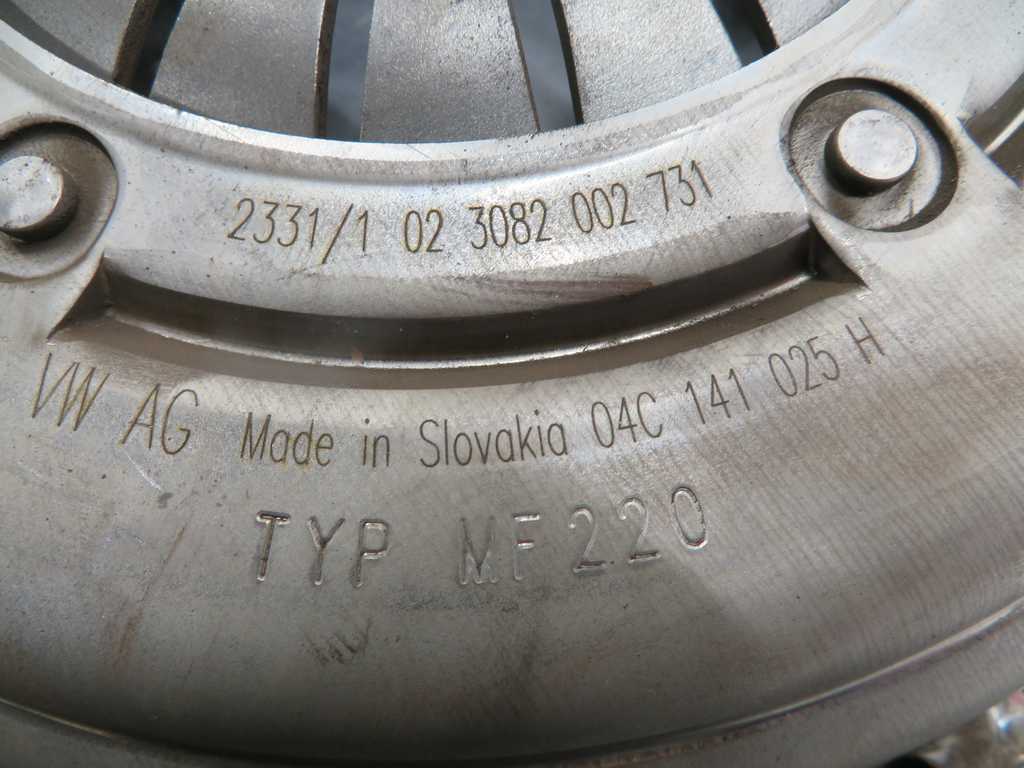 2331/1 02 3082 002 731
VW AG Made in Slovakia 04C 141 025 H
TYP MF220